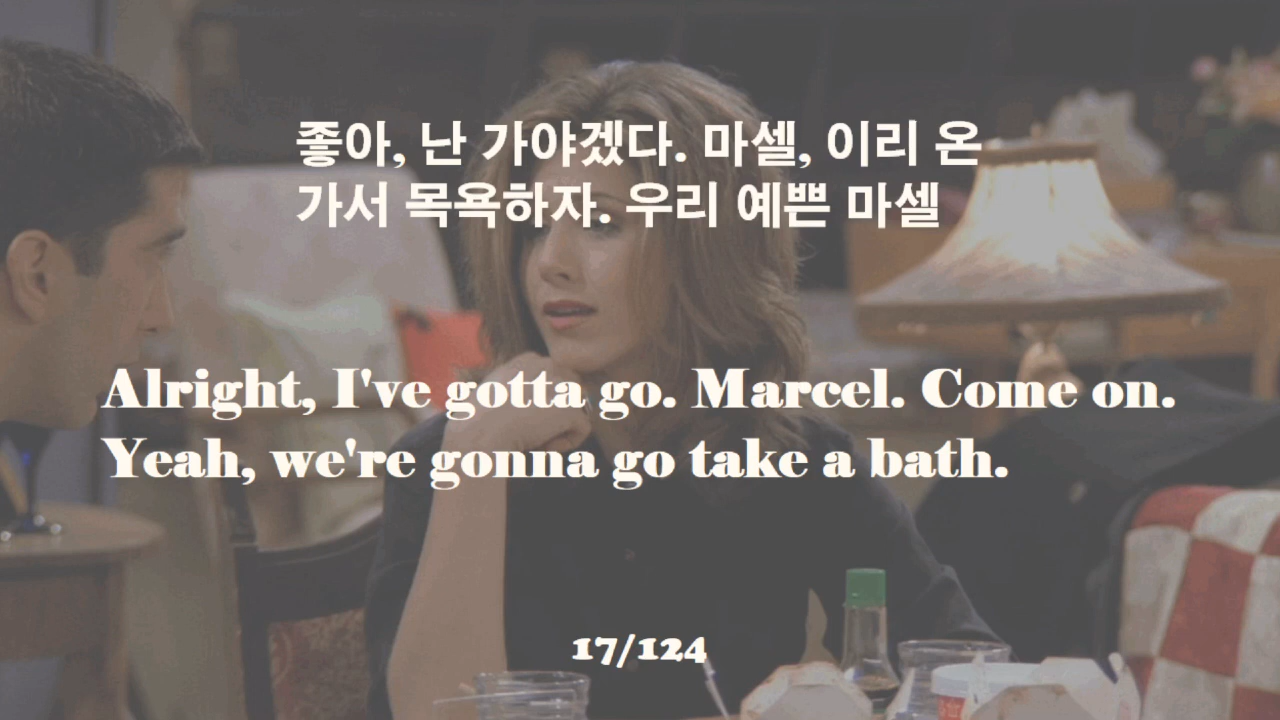 좋아, 난 가야겠다. 마셀, 이리 온
가서 목욕하자. 우리 예쁜 마셀
Alright, I've gotta go. Marcel. Come on.
Yeah, we're gonna go take a bath.
17/124